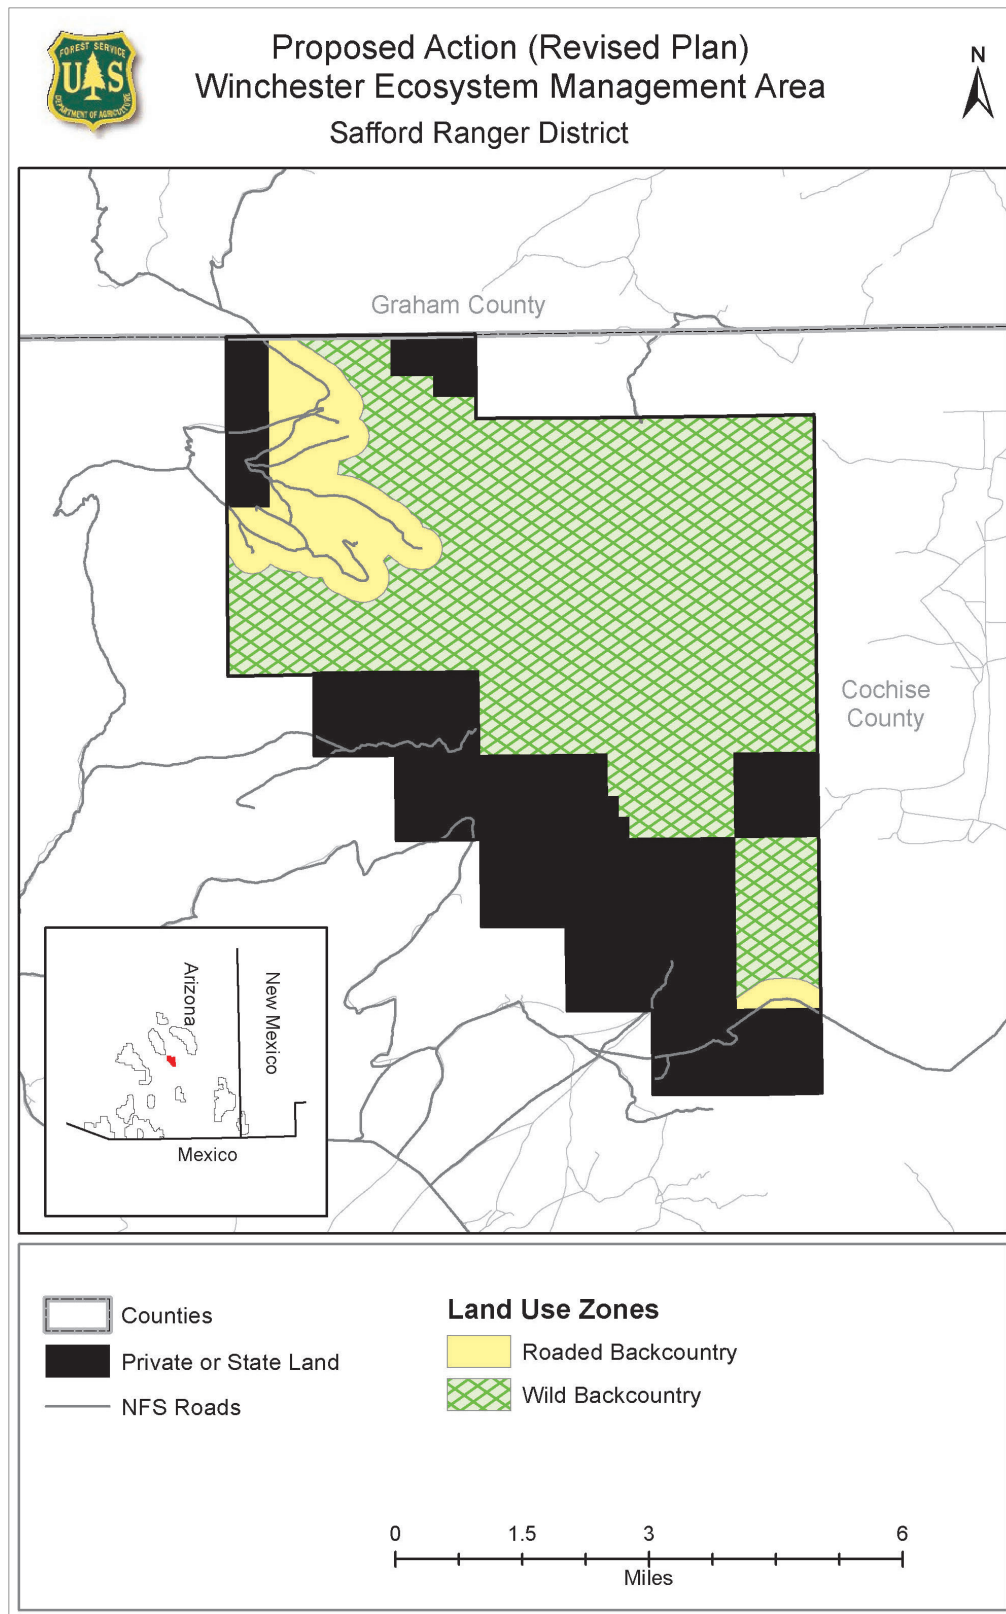 FOREST SERVICE
U S
DEPARTMENT OF AGRICULTURE
Proposed Action (Revised Plan)
Winchester Ecosystem Management Area
Safford Ranger District
N
Graham County
Cochise
County
Arizona
New Mexico
Mexico
Counties
Private or State Land
NFS Roads
Land Use Zones
Roaded Backcountry
Wild Backcountry
0 1.5 3 6
Miles